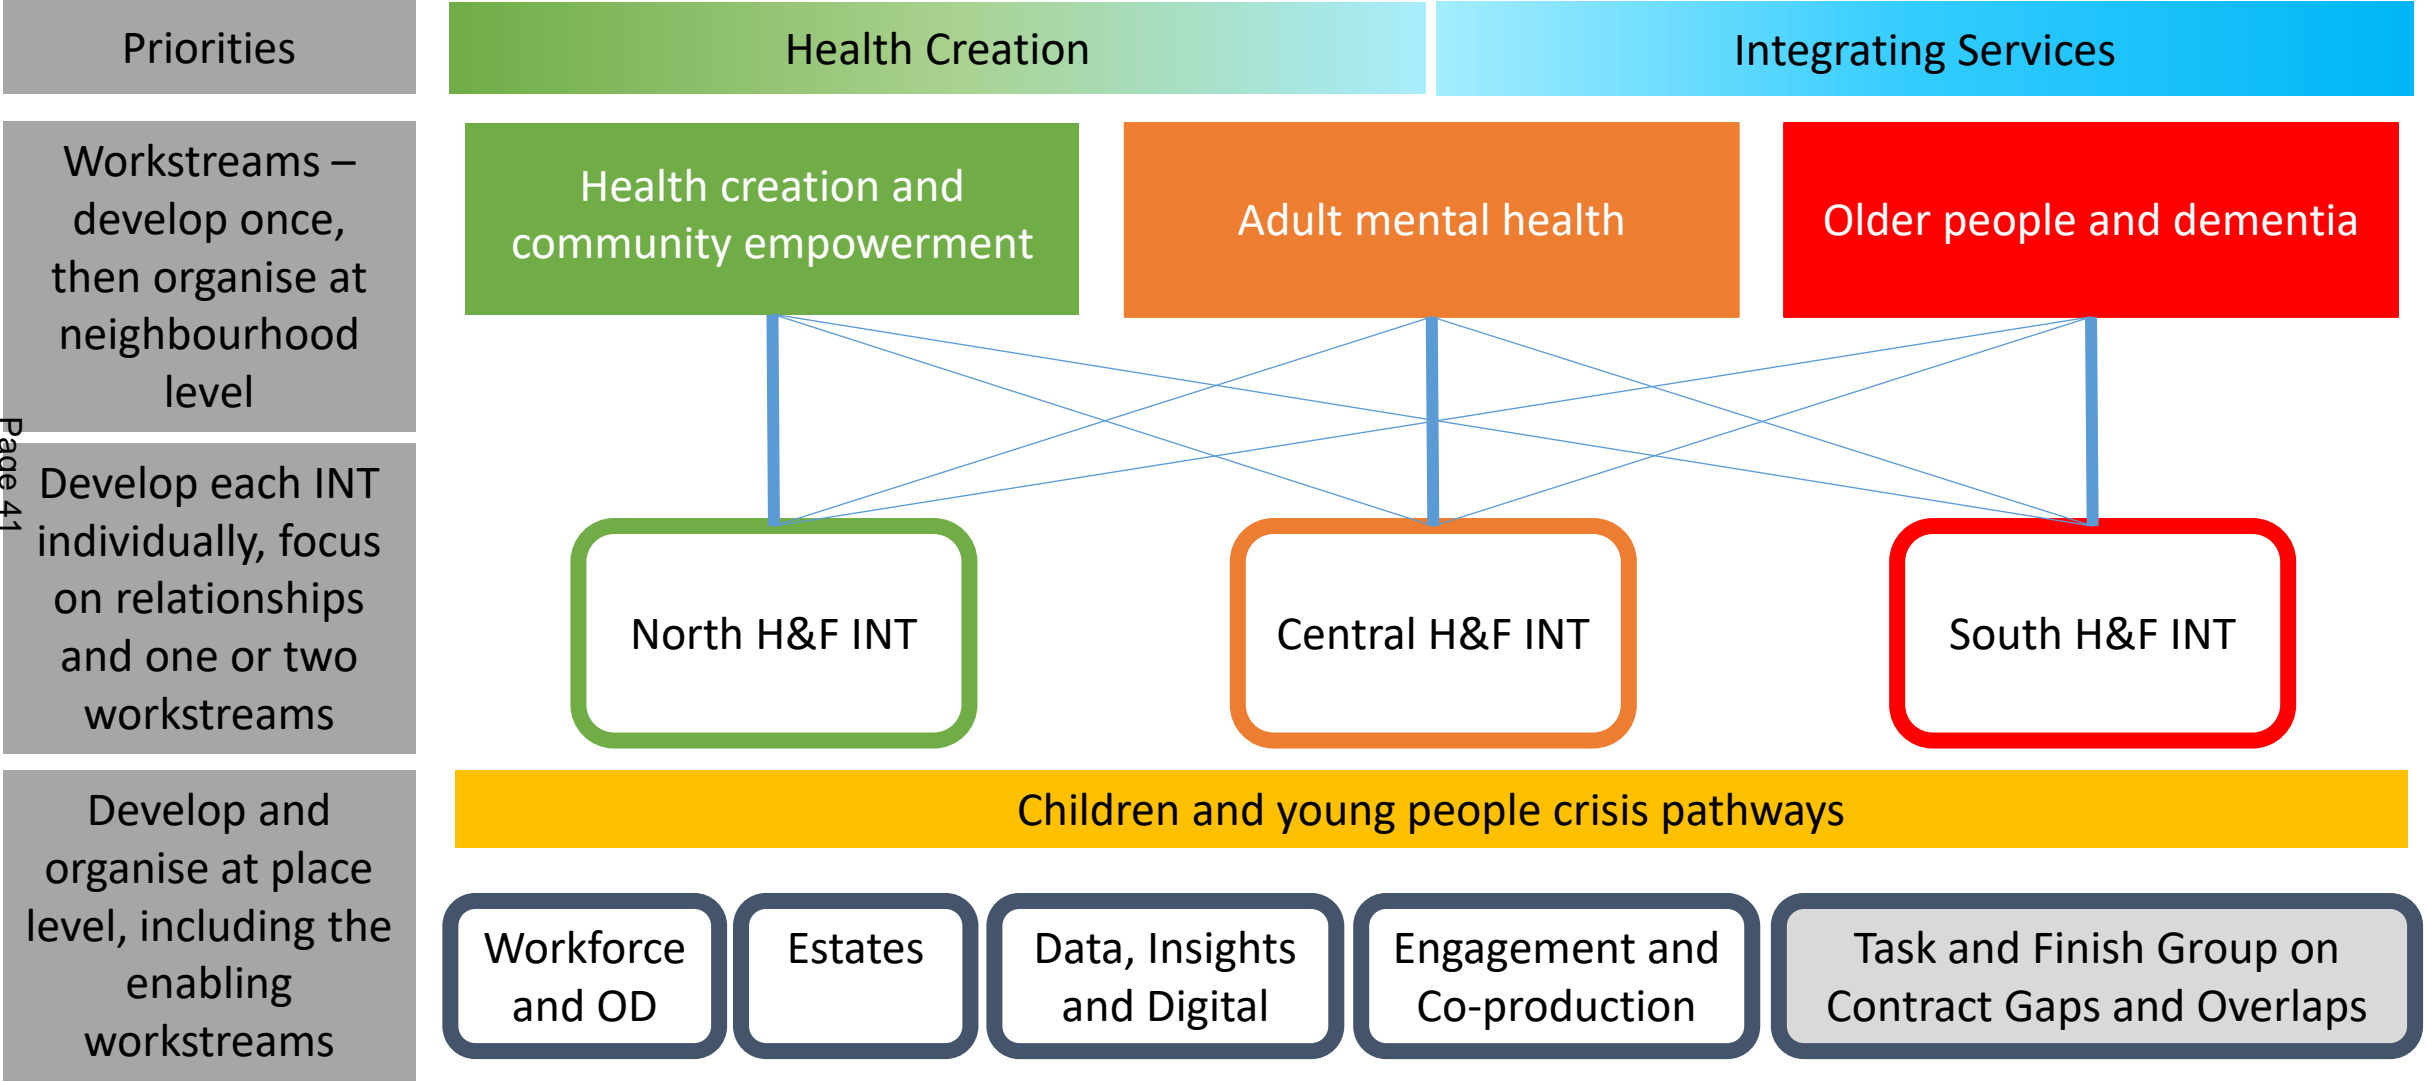 Priorities
Health Creation
Integrating Services
Workstreams –
develop once,
then organise at
neighbourhood
level
Health creation and
community empowerment
Adult mental health
Older people and dementia
Page 41
Develop each INT
individually, focus
on relationships
and one or two
workstreams
North H&F INT
Central H&F INT
South H&F INT
Develop and
organise at place
level, including the
enabling
workstreams
Children and young people crisis pathways
Workforce
and OD
Estates
Data, Insights
and Digital
Engagement and
Co-production
Task and Finish Group on
Contract Gaps and Overlaps